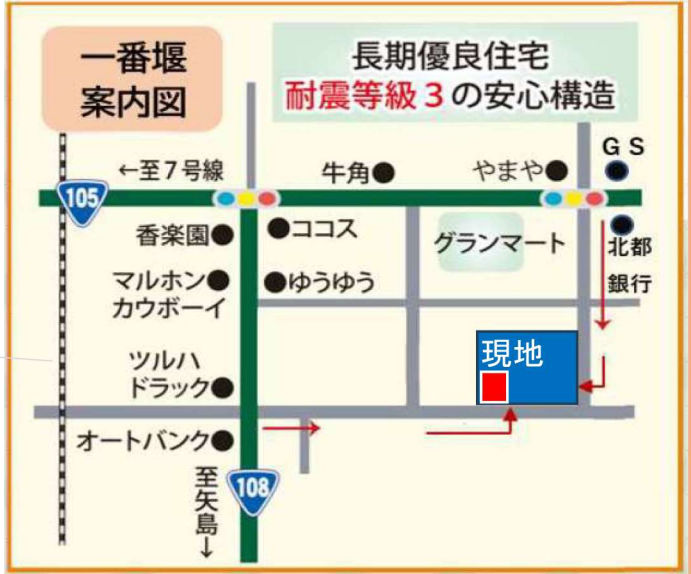 一番堰
案内図
長期優良住宅
耐震等級３の安心構造
←至７号線
牛角●
やまや●
ＧＳ
105
香楽園●
●ココス
グランマート
北都
銀行
マルホン●
カウボーイ
●ゆうゆう
現地
ツルハ
ドラック●
オートバンク●
至矢島→
108